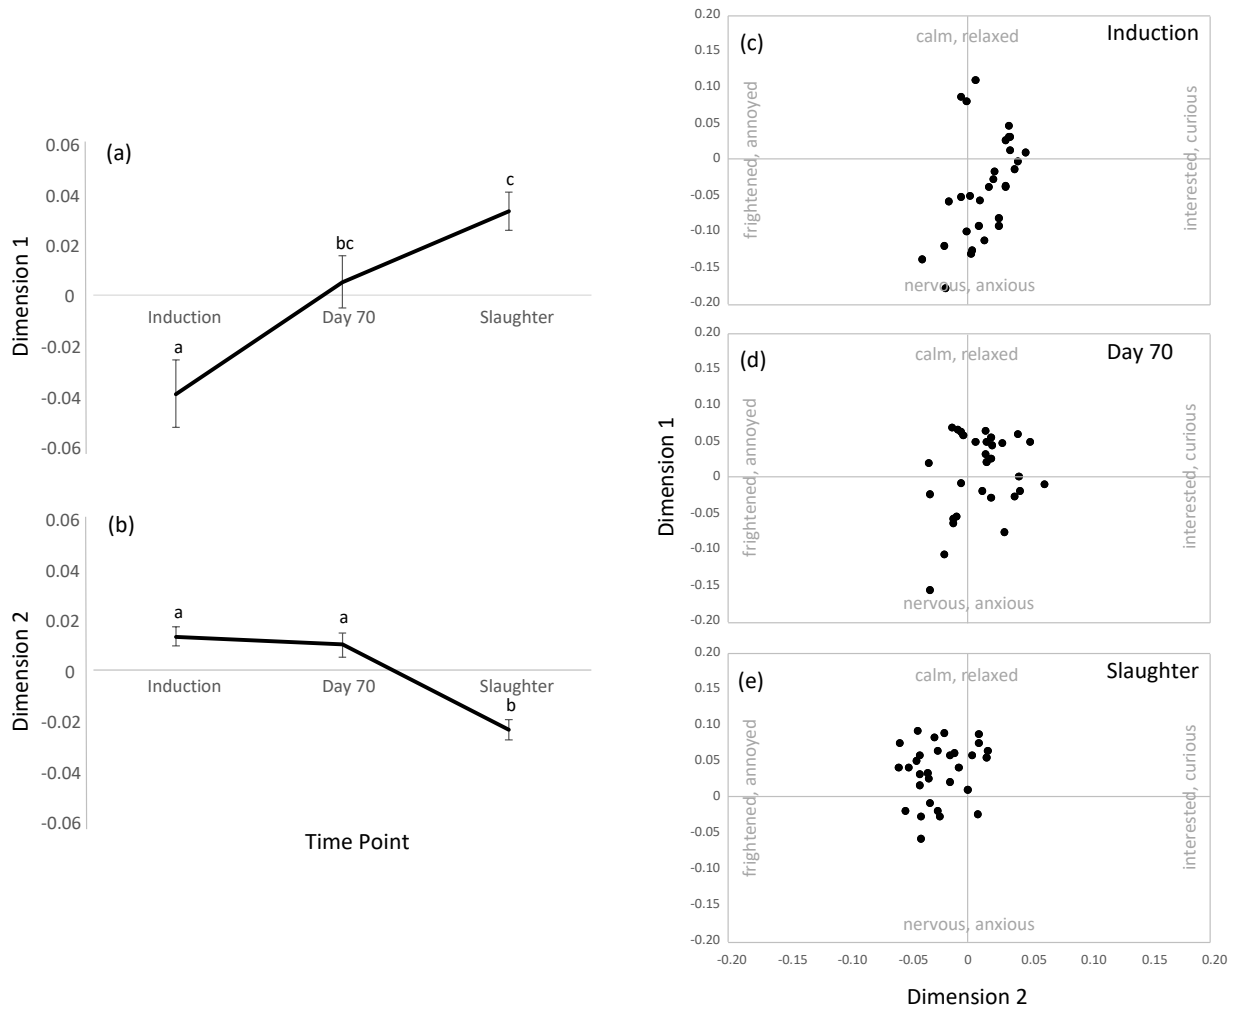 (a)
0.06
0.04
0.02
0
-0.02
-0.04
-0.06
Dimension 1
a
bc
c
Induction
Day 70
Slaughter
(b)
0.06
0.04
0.02
0
-0.02
-0.04
-0.06
Dimension 2
a
a
b
Induction
Day 70
Slaughter
Time Point
(c)
Induction
calm, relaxed
nervous, anxious
frightened, annoyed
interested, curious
0.20
0.15
0.10
0.05
0
-0.05
-0.10
-0.15
-0.20
Dimension 1
(d)
Day 70
calm, relaxed
nervous, anxious
frightened, annoyed
interested, curious
0.20
0.15
0.10
0.05
0
-0.05
-0.10
-0.15
-0.20
(e)
Slaughter
calm, relaxed
nervous, anxious
frightened, annoyed
interested, curious
0.20
0.15
0.10
0.05
0
-0.05
-0.10
-0.15
-0.20
-0.20 -0.15 -0.10 -0.05 0 0.05 0.10 0.15 0.20
Dimension 2